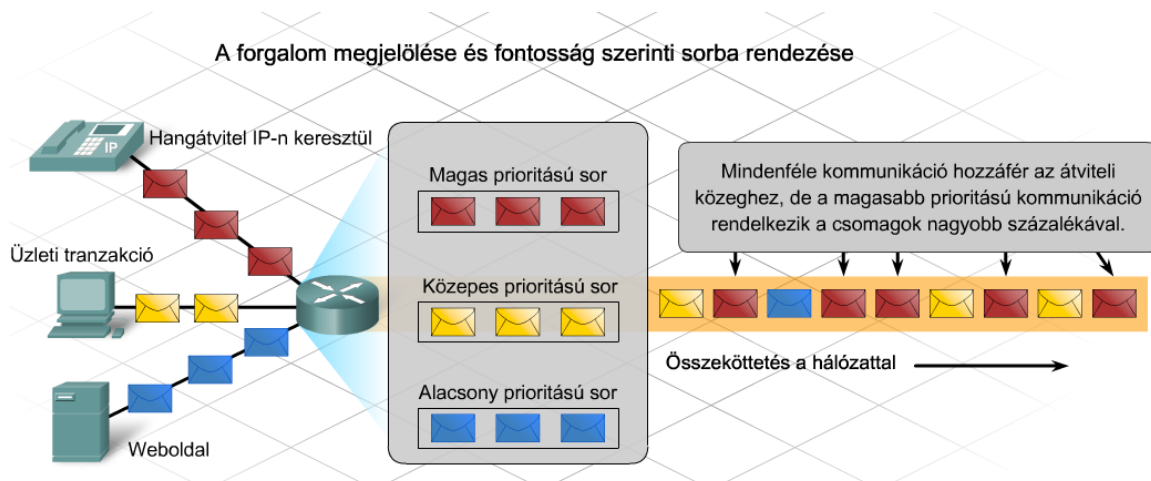 A forgalom megjelölése és fontosság szerinti sorba rendezése
Hangátvitel IP-n keresztül
IP
Üzleti tranzakció
Weboldal
Magas prioritású sor
Közepes prioritású sor
Alacsony prioritású sor
Mindenféle kommunikáció hozzáfér az átviteli
közeghez, de a magasabb prioritású kommunikáció
rendelkezik a csomagok nagyobb százalékával.
Összeköttetés a hálózattal